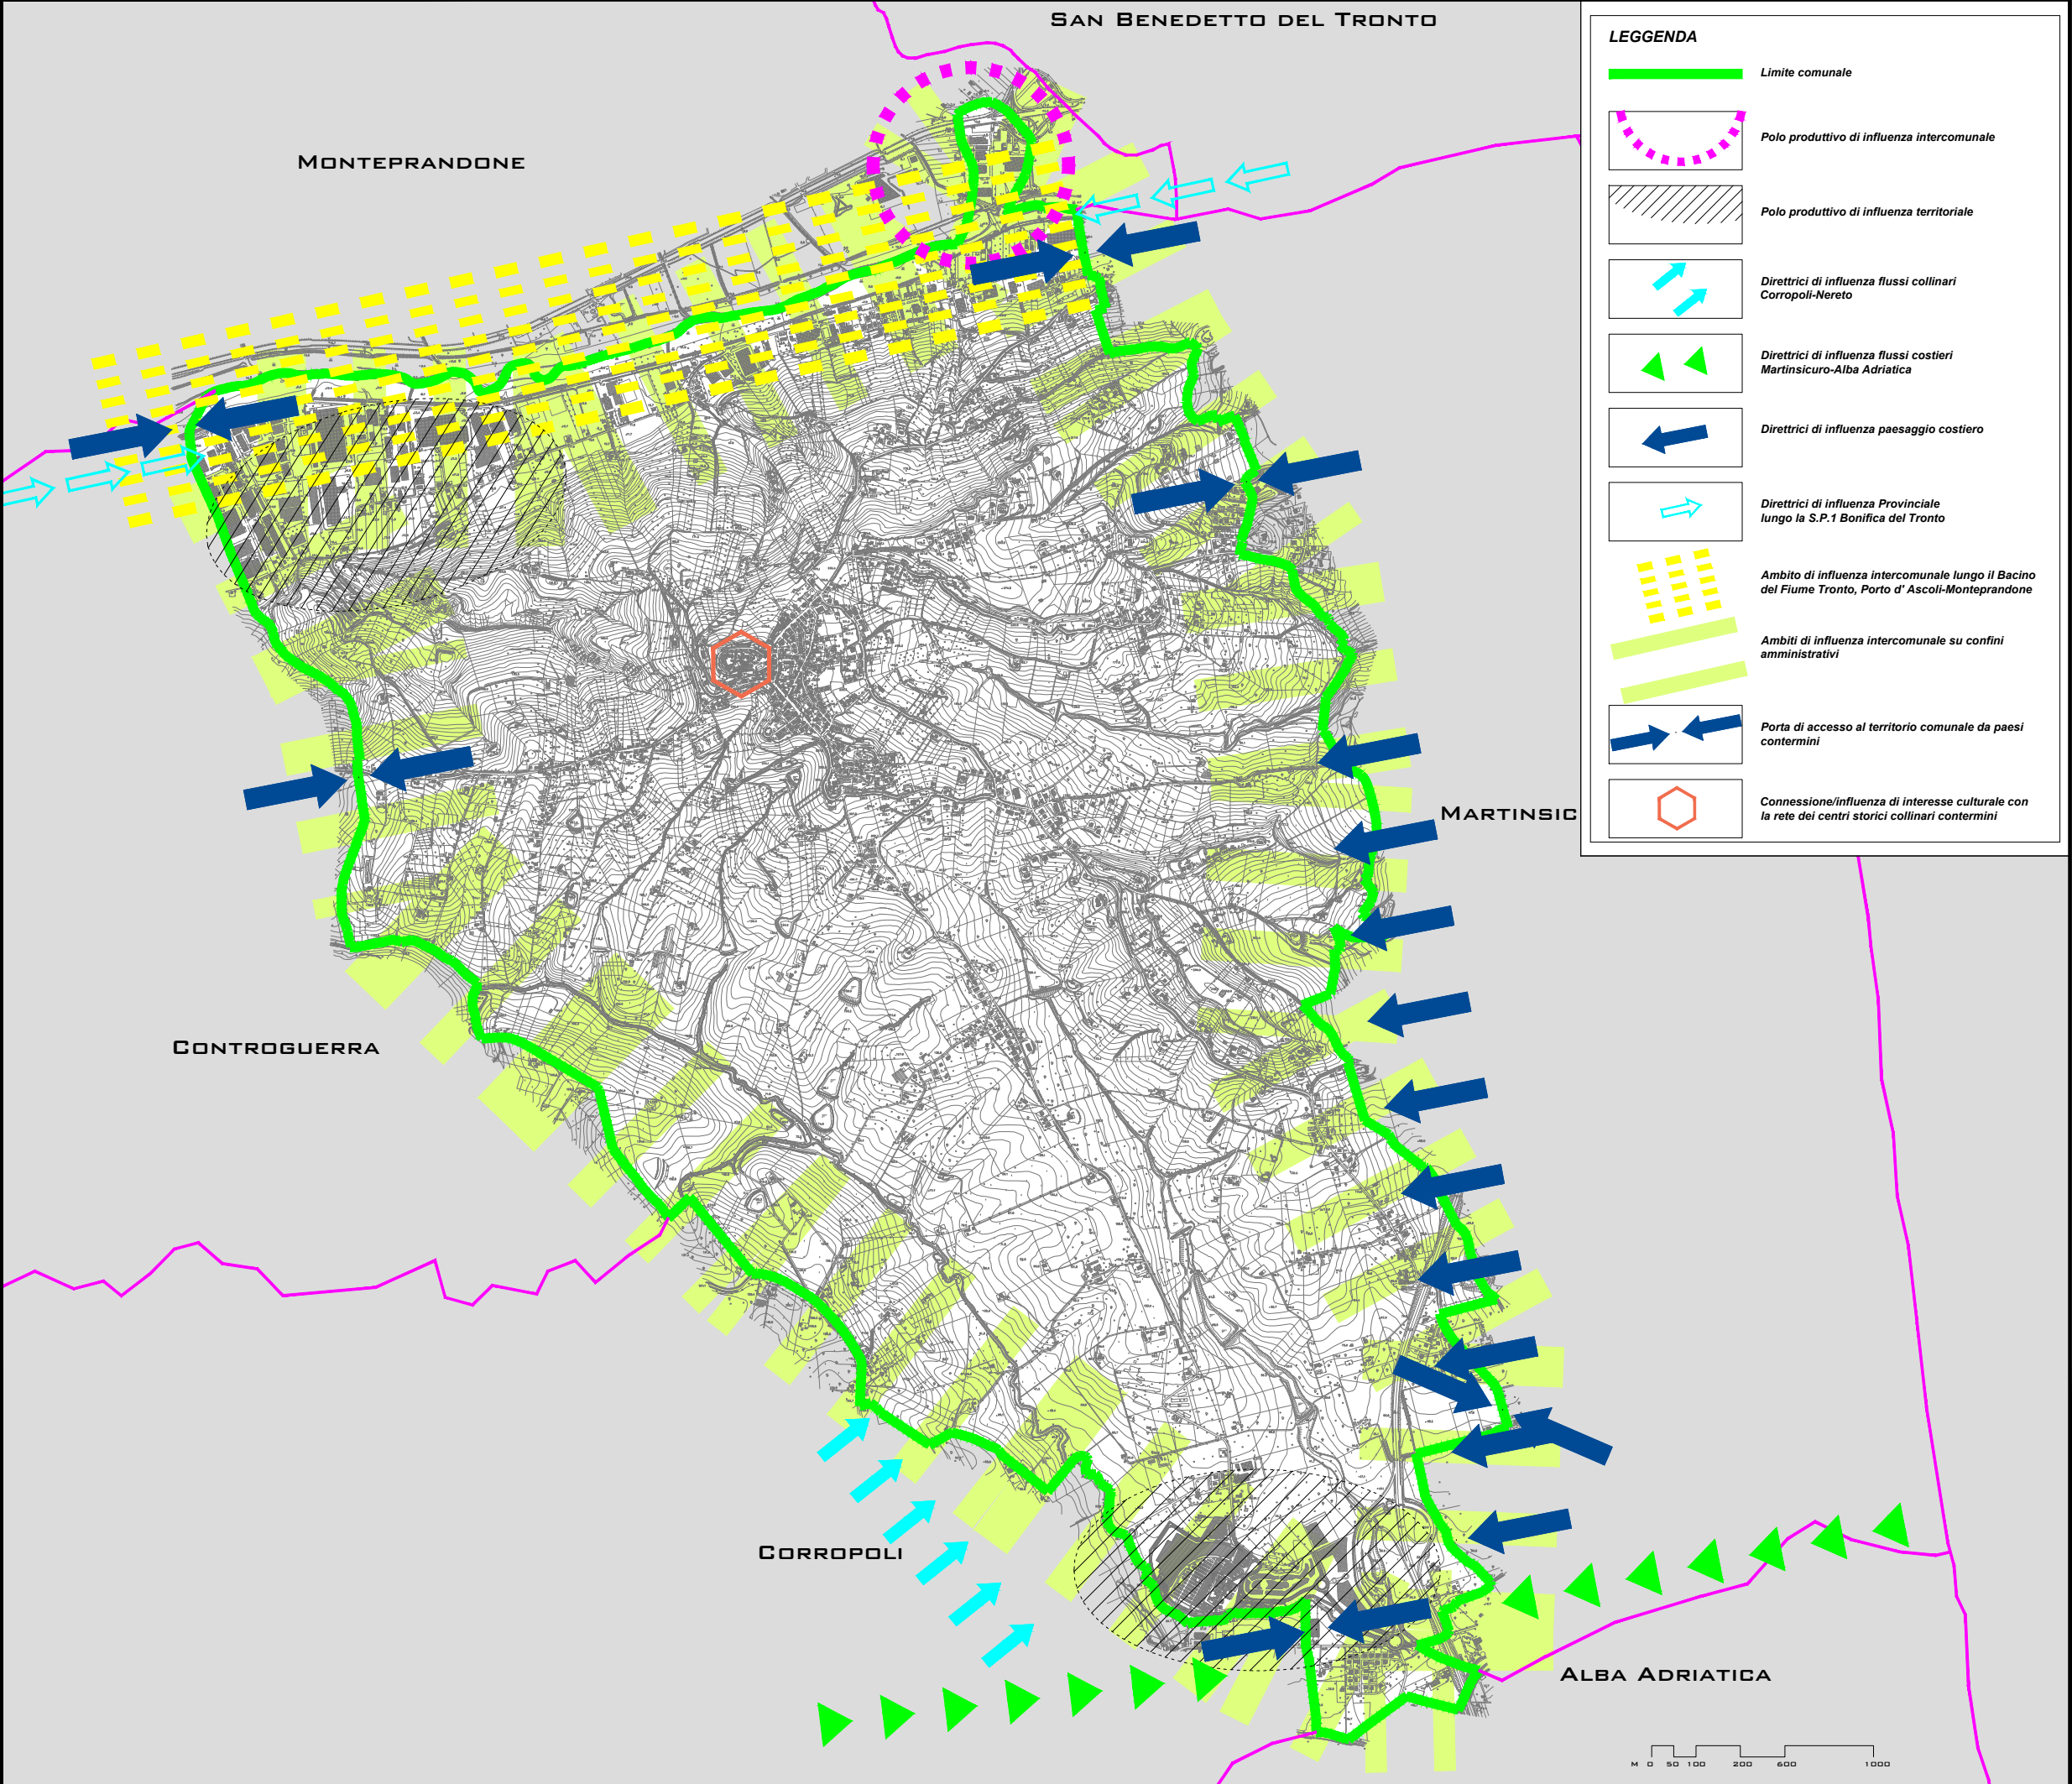 SAN BENEDETTO DEL TRONTO
MONTEPRANDONE
MARTINSIC
CONTROGUERRA
CORROPOLI
ALBA ADRIATICA
LEGGENDA
Limite comunale
Polo produttivo di influenza intercomunale
Polo produttivo di influenza territoriale
Direttrici di influenza flussi collinari
Corropoli-Nereto
Direttrici di influenza flussi costieri
Martinsicuro-Alba Adriatica
Direttrici di influenza paesaggio costiero
Direttrici di influenza Provinciale
lungo la S.P.1 Bonifica del Tronto
Ambito di influenza intercomunale lungo il Bacino
del Fiume Tronto, Porto d' Ascoli-Monteprandone
Ambiti di influenza intercomunale su confini
amministrativi
Porta di accesso al territorio comunale da paesi
contermini
Connessione/influenza di interesse culturale con
la rete dei centri storici collinari contermini
M 0 50 100 200 600 1000